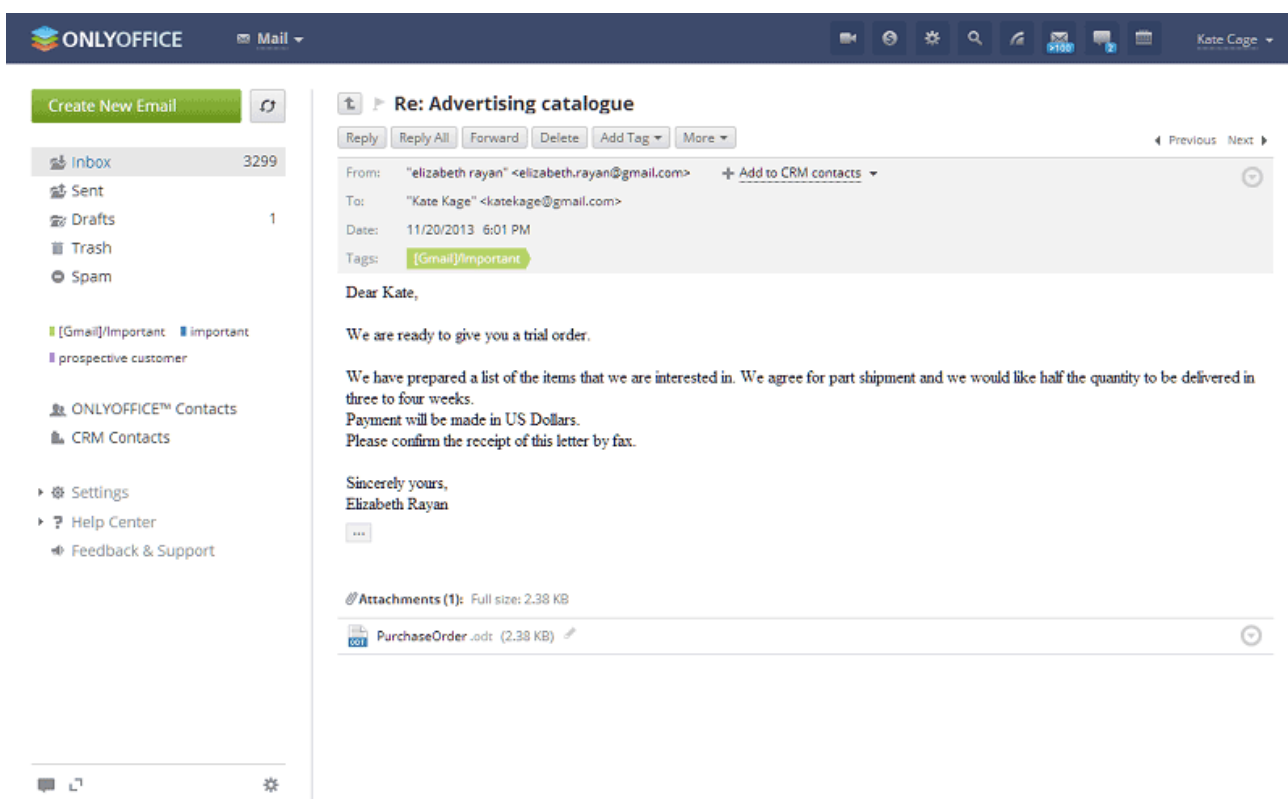 ONLYOFFICE Mail Kate Cage
>100 2
Create New Email
Inbox 3299
Sent
Drafts 1
Trash
Spam
[Gmail]/Important important
prospective customer
ONLYOFFICE™ Contacts
CRM Contacts
Settings
? Help Center
Feedback & Support
Re: Advertising catalogue
Reply Reply All Forward Delete Add Tag More Previous Next
From: "elizabeth rayan" <elizabeth.rayan@gmail.com> + Add to CRM contacts
To: "Kate Kage" <katekage@gmail.com>
Date: 11/20/2013 6:01 PM
Tags: [Gmail]/Important
Dear Kate,
We are ready to give you a trial order.
We have prepared a list of the items that we are interested in. We agree for part shipment and we would like half the quantity to be delivered in
three to four weeks.
Payment will be made in US Dollars.
Please confirm the receipt of this letter by fax.
Sincerely yours,
Elizabeth Rayan
...
Attachments (1): Full size: 2.38 KB
ODT PurchaseOrder .odt (2.38 KB)